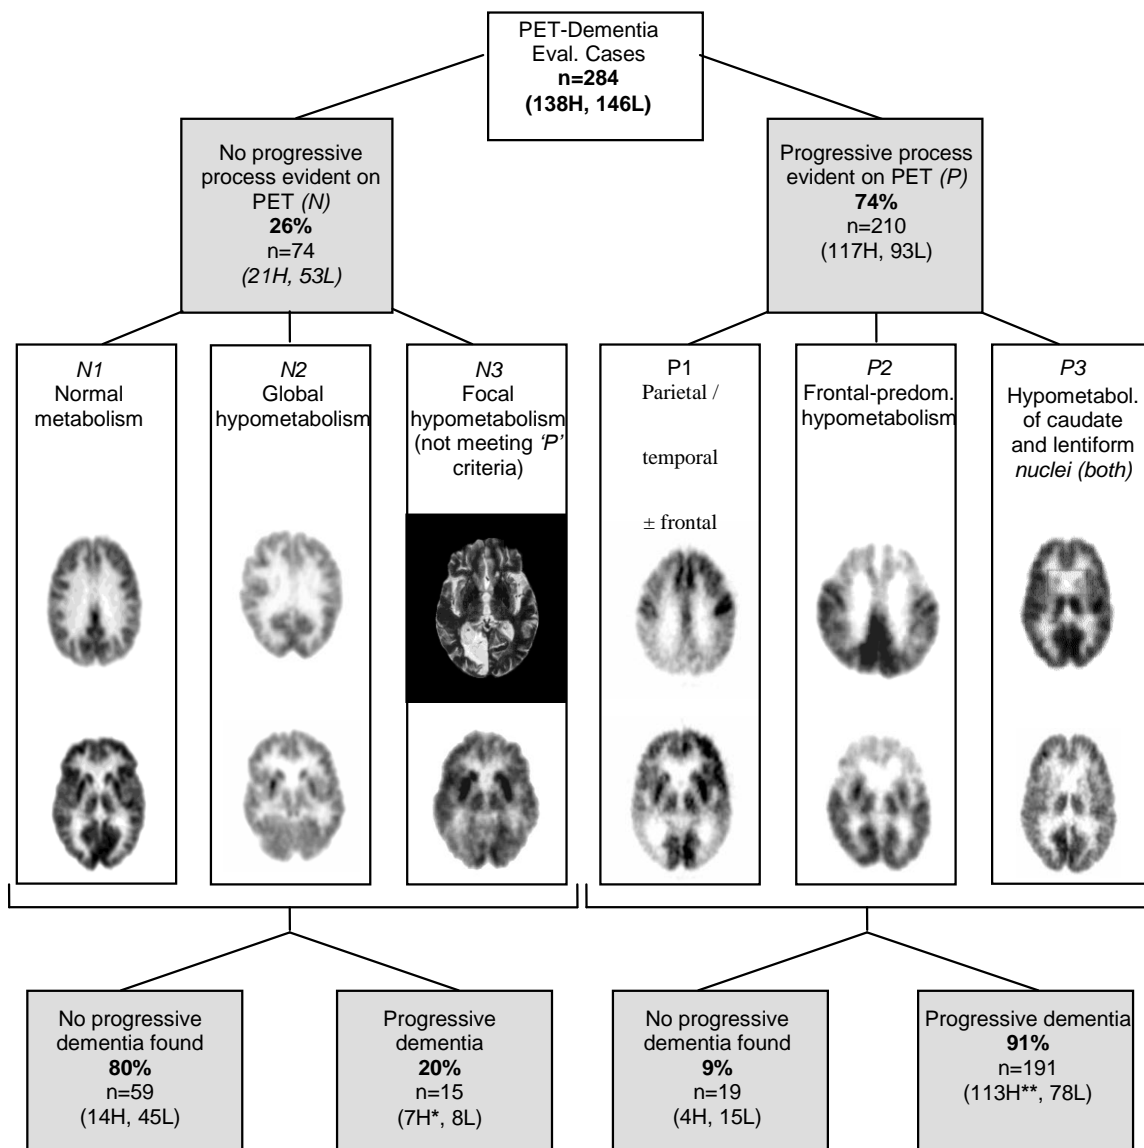 PET-Dementia
Eval. Cases
n=284
(138H, 146L)
No progressive
process evident on
PET (N)
26%
n=74
(21H, 53L)
Progressive process
evident on PET (P)
74%
n=210
(117H, 93L)
N1
Normal
metabolism
N2
Global
hypometabolism
N3
Focal
hypometabolism
(not meeting ‘P’
criteria)
P1
Parietal /
temporal
± frontal
P2
Frontal-predom.
hypometabolism
P3
Hypometabol.
of caudate
and lentiform
nuclei (both)
No progressive
dementia found
80%
n=59
(14H, 45L)
Progressive
dementia
20%
n=15
(7H*, 8L)
No progressive
dementia found
9%
n=19
(4H, 15L)
Progressive dementia
91%
n=191
(113H**, 78L)